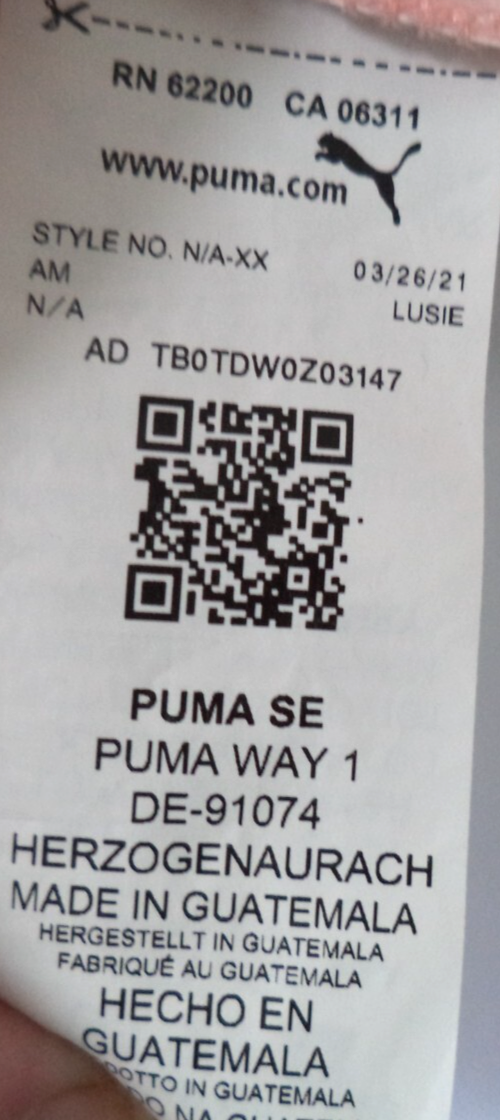 RN 62200 CA 06311
www.puma.com
STYLE NO. N/A-XX 03/26/21
AM LUSIE
N/A
AD TB0TDW0Z03147
PUMA SE
PUMA WAY 1
DE-91074
HERZOGENAURACH
MADE IN GUATEMALA
HERGESTELLT IN GUATEMALA
FABRIQUÉ AU GUATEMALA
HECHO EN
GUATEMALA
IN GUATEMALA
NA